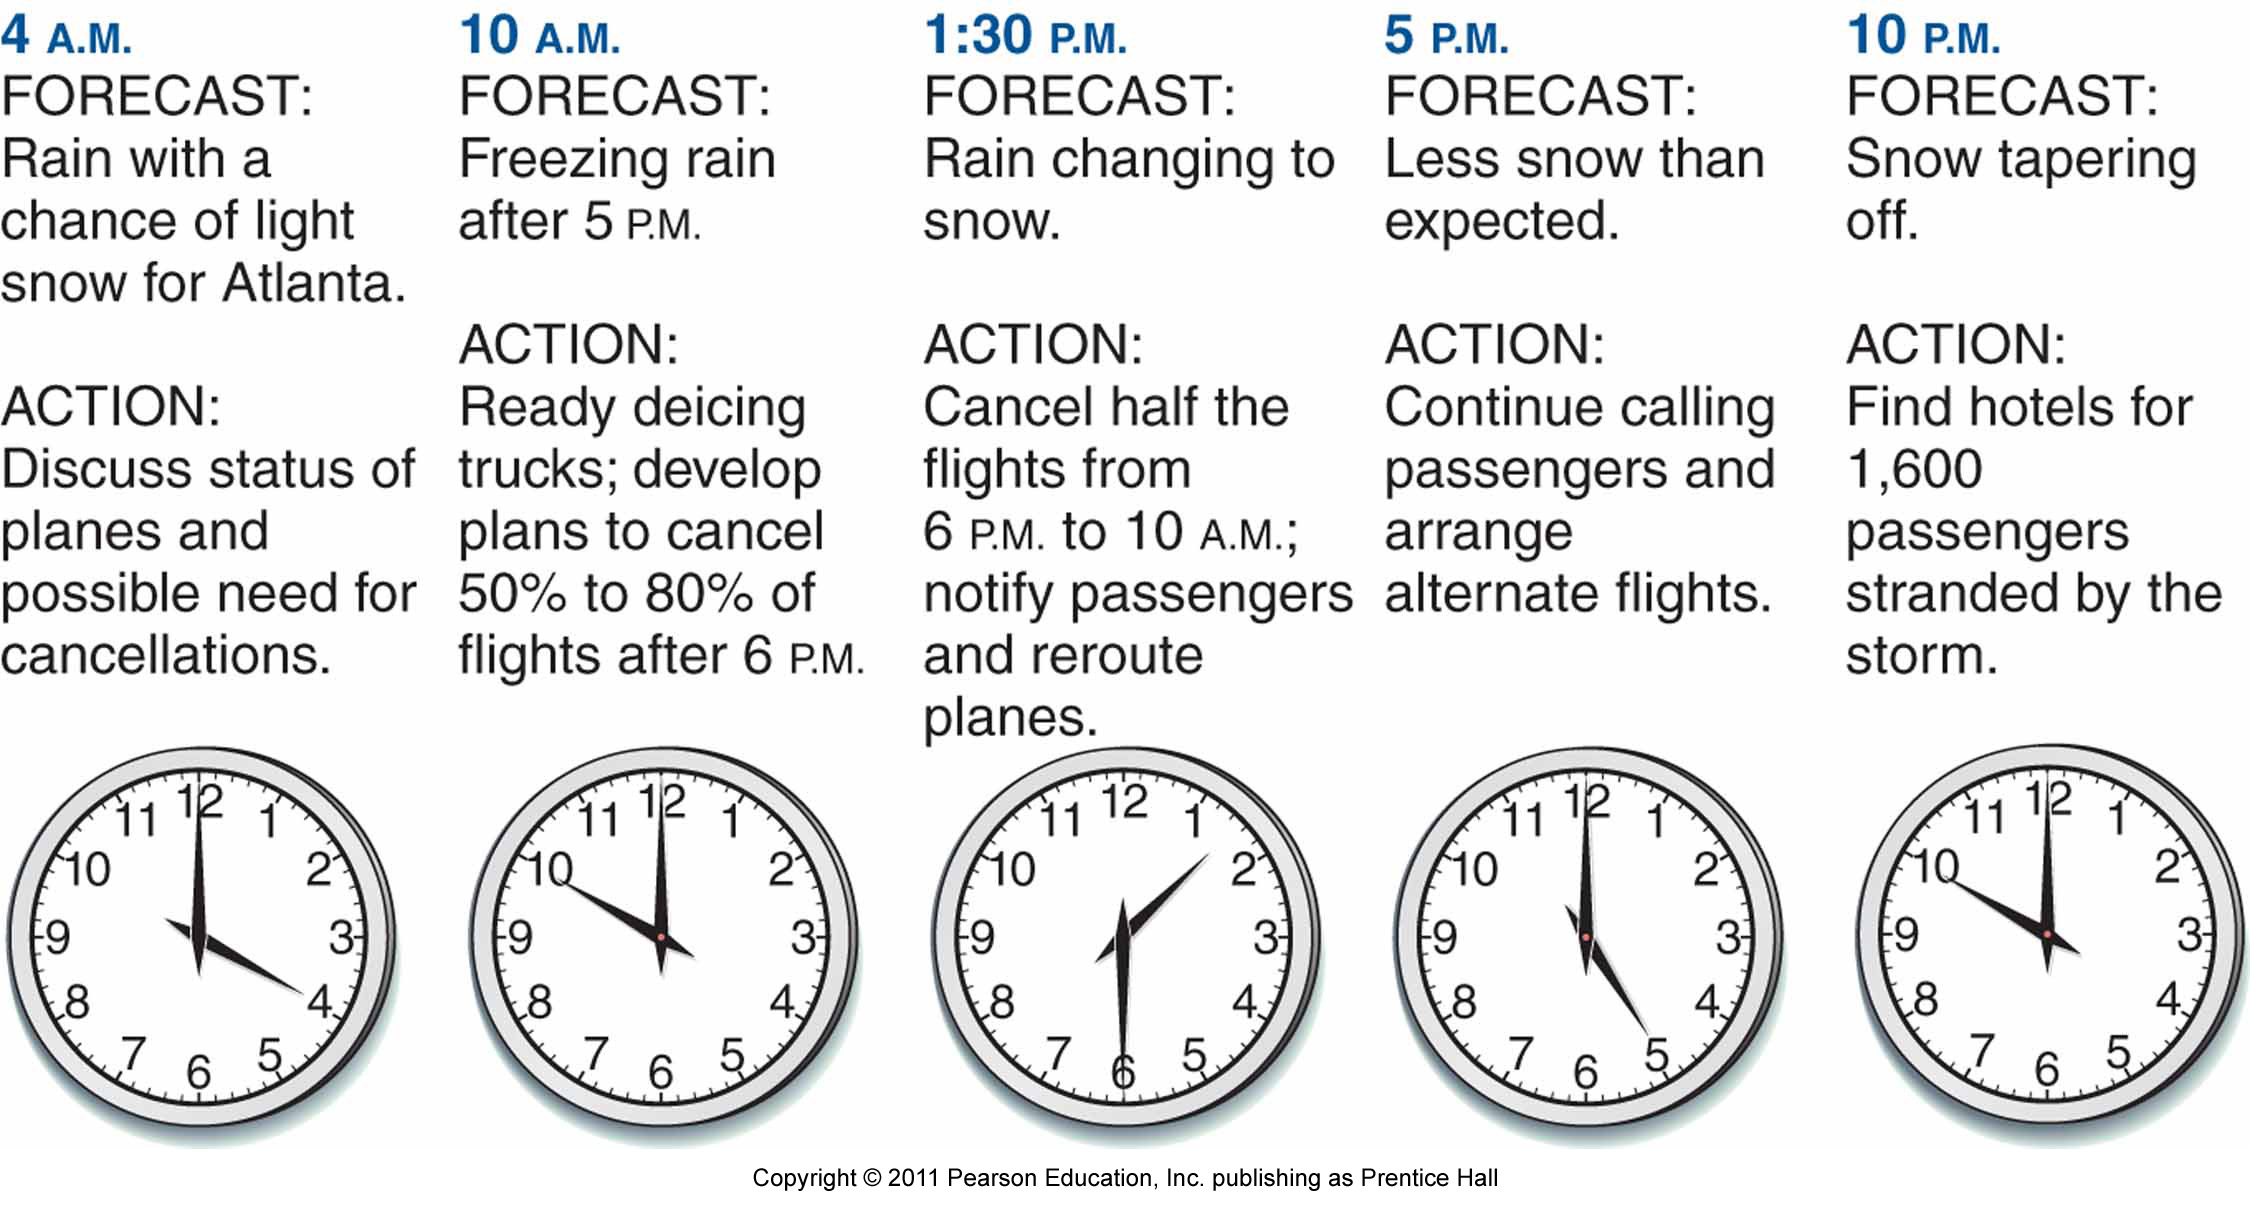 4 A.M.
FORECAST:
Rain with a
chance of light
snow for Atlanta.
ACTION:
Discuss status of
planes and
possible need for
cancellations.
10 A.M.
FORECAST:
Freezing rain
after 5 P.M.
ACTION:
Ready deicing
trucks; develop
plans to cancel
50% to 80% of
flights after 6 P.M.
1:30 P.M.
FORECAST:
Rain changing to
snow.
ACTION:
Cancel half the
flights from
6 P.M. to 10 A.M.;
notify passengers
and reroute
planes.
5 P.M.
FORECAST:
Less snow than
expected.
ACTION:
Continue calling
passengers and
arrange
alternate flights.
10 P.M.
FORECAST:
Snow tapering
off.
ACTION:
Find hotels for
1,600
passengers
stranded by the
storm.
12 1 2 3 4 5 6 7 8 9 10 11
12 1 2 3 4 5 6 7 8 9 10 11
12 1 2 3 4 5 6 7 8 9 10 11
12 1 2 3 4 5 6 7 8 9 10 11
12 1 2 3 4 5 6 7 8 9 10 11
Copyright © 2011 Pearson Education, Inc. publishing as Prentice Hall